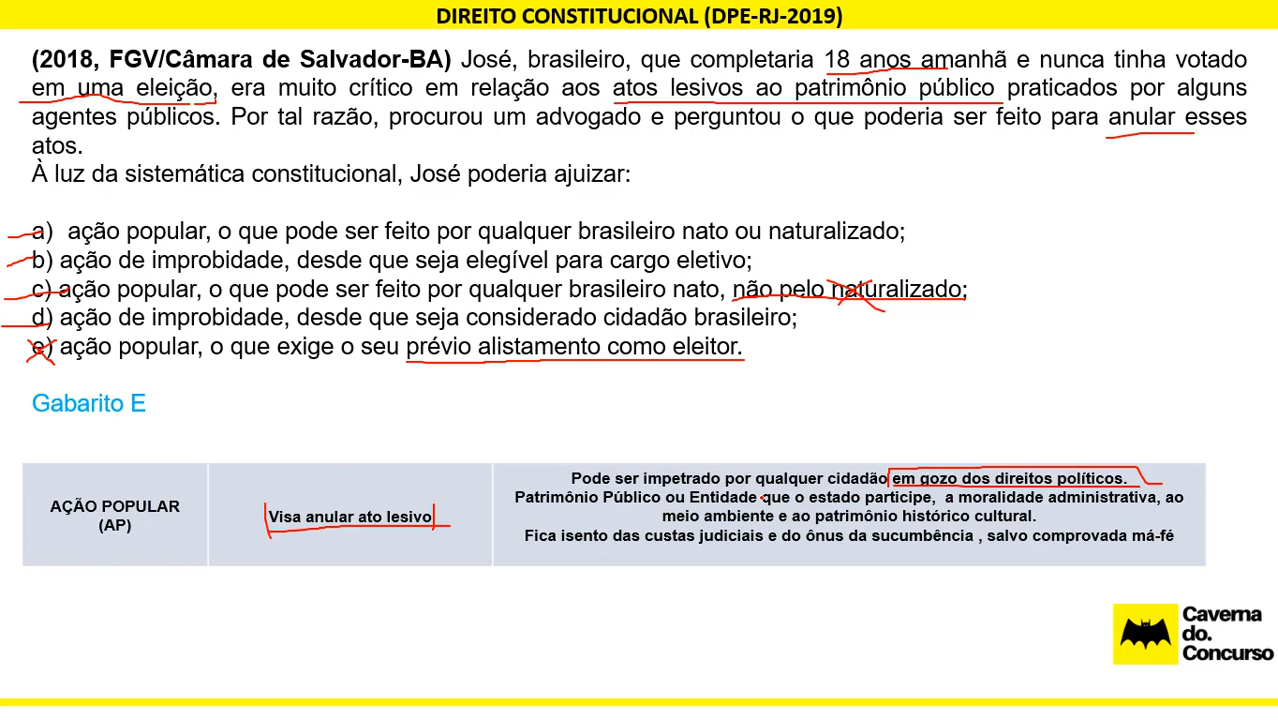 DIREITO CONSTITUCIONAL (DPE-RJ-2019)
(2018, FGV/Câmara de Salvador-BA) José, brasileiro, que completaria 18 anos amanhã e nunca tinha votado
em uma eleição, era muito crítico em relação aos atos lesivos ao patrimônio público praticados por alguns
agentes públicos. Por tal razão, procurou um advogado e perguntou o que poderia ser feito para anular esses
atos.
À luz da sistemática constitucional, José poderia ajuizar:
a) ação popular, o que pode ser feito por qualquer brasileiro nato ou naturalizado;
b) ação de improbidade, desde que seja elegível para cargo eletivo;
c) ação popular, o que pode ser feito por qualquer brasileiro nato, não pelo naturalizado;
d) ação de improbidade, desde que seja considerado cidadão brasileiro;
e) ação popular, o que exige o seu prévio alistamento como eleitor.
Gabarito E
AÇÃO POPULAR
(AP)
Visa anular ato lesivo
Pode ser impetrado por qualquer cidadão em gozo dos direitos políticos.
Patrimônio Público ou Entidade que o estado participe, a moralidade administrativa, ao
meio ambiente e ao patrimônio histórico cultural.
Fica isento das custas judiciais e do ônus da sucumbência , salvo comprovada má-fé
Caverna
do.
Concurso